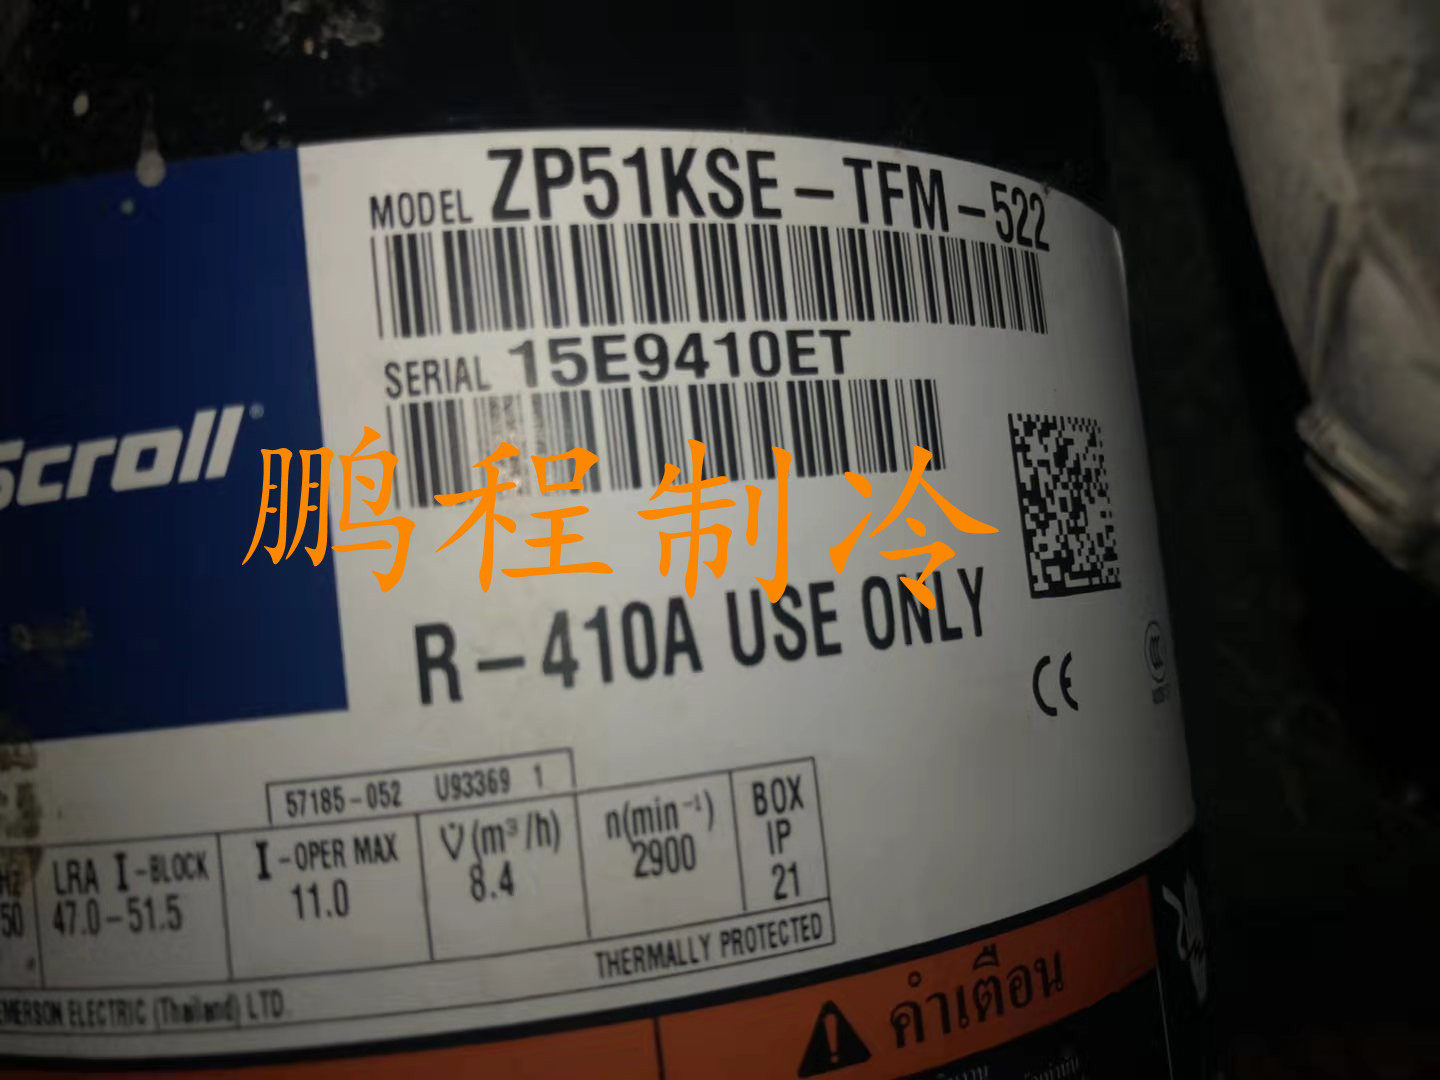 MODEL ZP51KSE-TFM-522
SERIAL 15E9410ET
Scroll
鹏程制冷
R-410A USE ONLY
CE
57185-052 U93369 1
Hz LRA I-BLOCK I-OPER MAX V̇(m³/h) n(min⁻¹) BOX IP
50 47.0-51.5 11.0 8.4 2900 21
THERMALLY PROTECTED
EMERSON ELECTRIC (Thailand) LTD.
คำเตือน